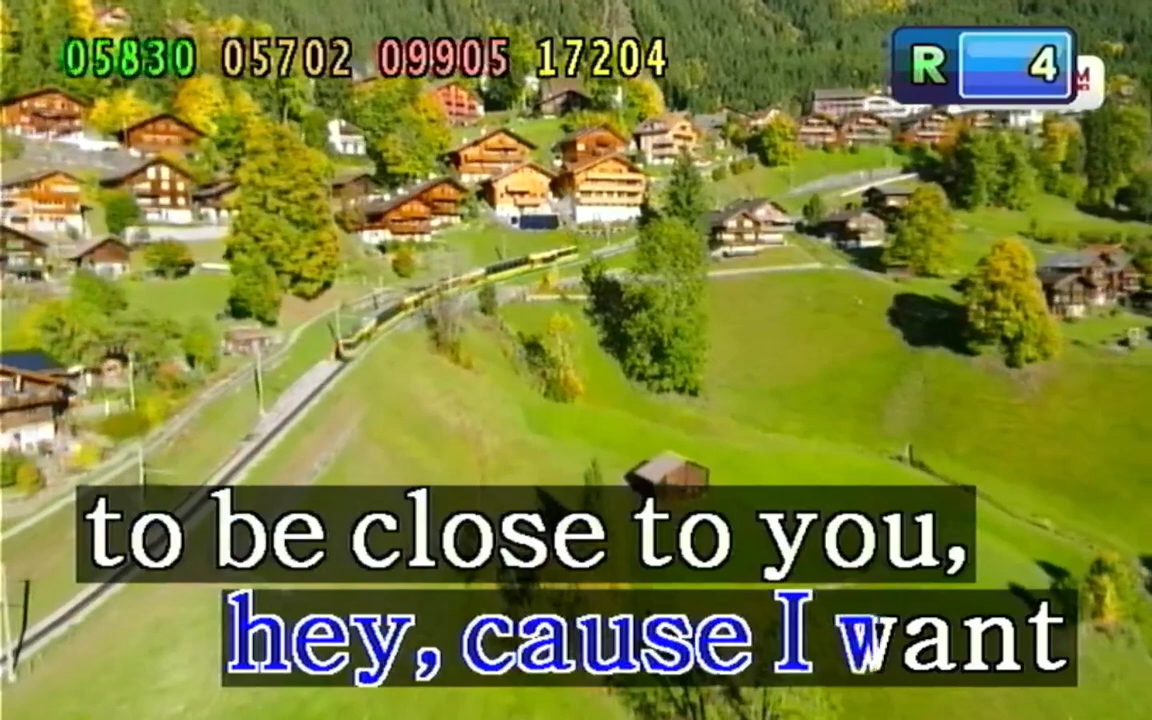 05830 05702 09905 17204
R 4
M
to be close to you,
hey, cause I want